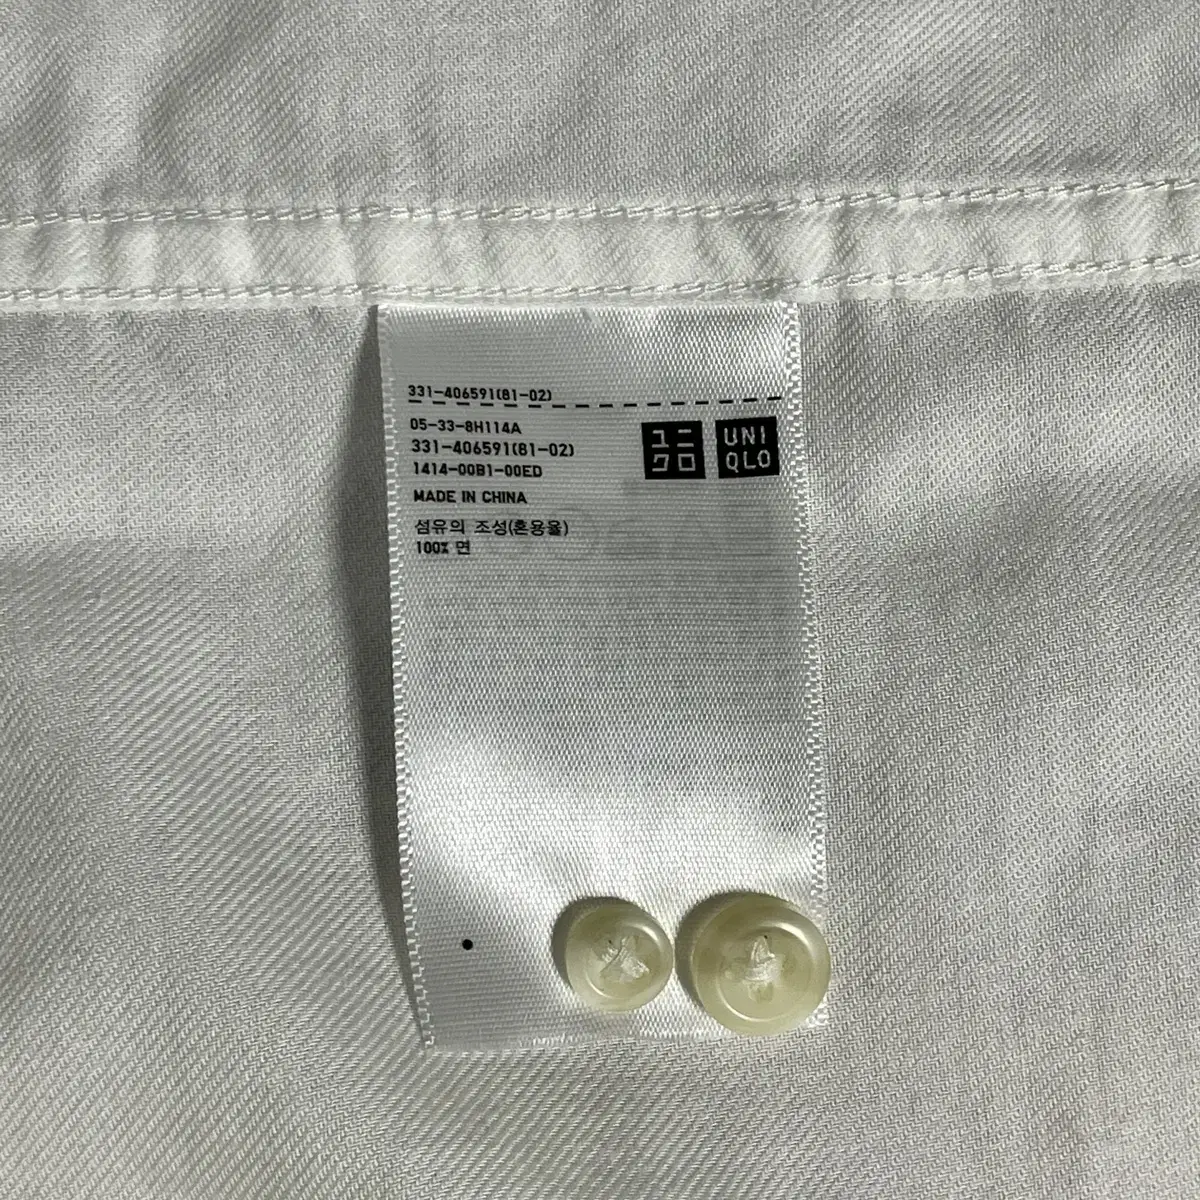 331-406591(81-02)
05-33-8H114A
331-406591(81-02)
1414-00B1-00ED
MADE IN CHINA
섬유의 조성(혼용율)
100% 면
ユニ
クロ
UNI
QLO